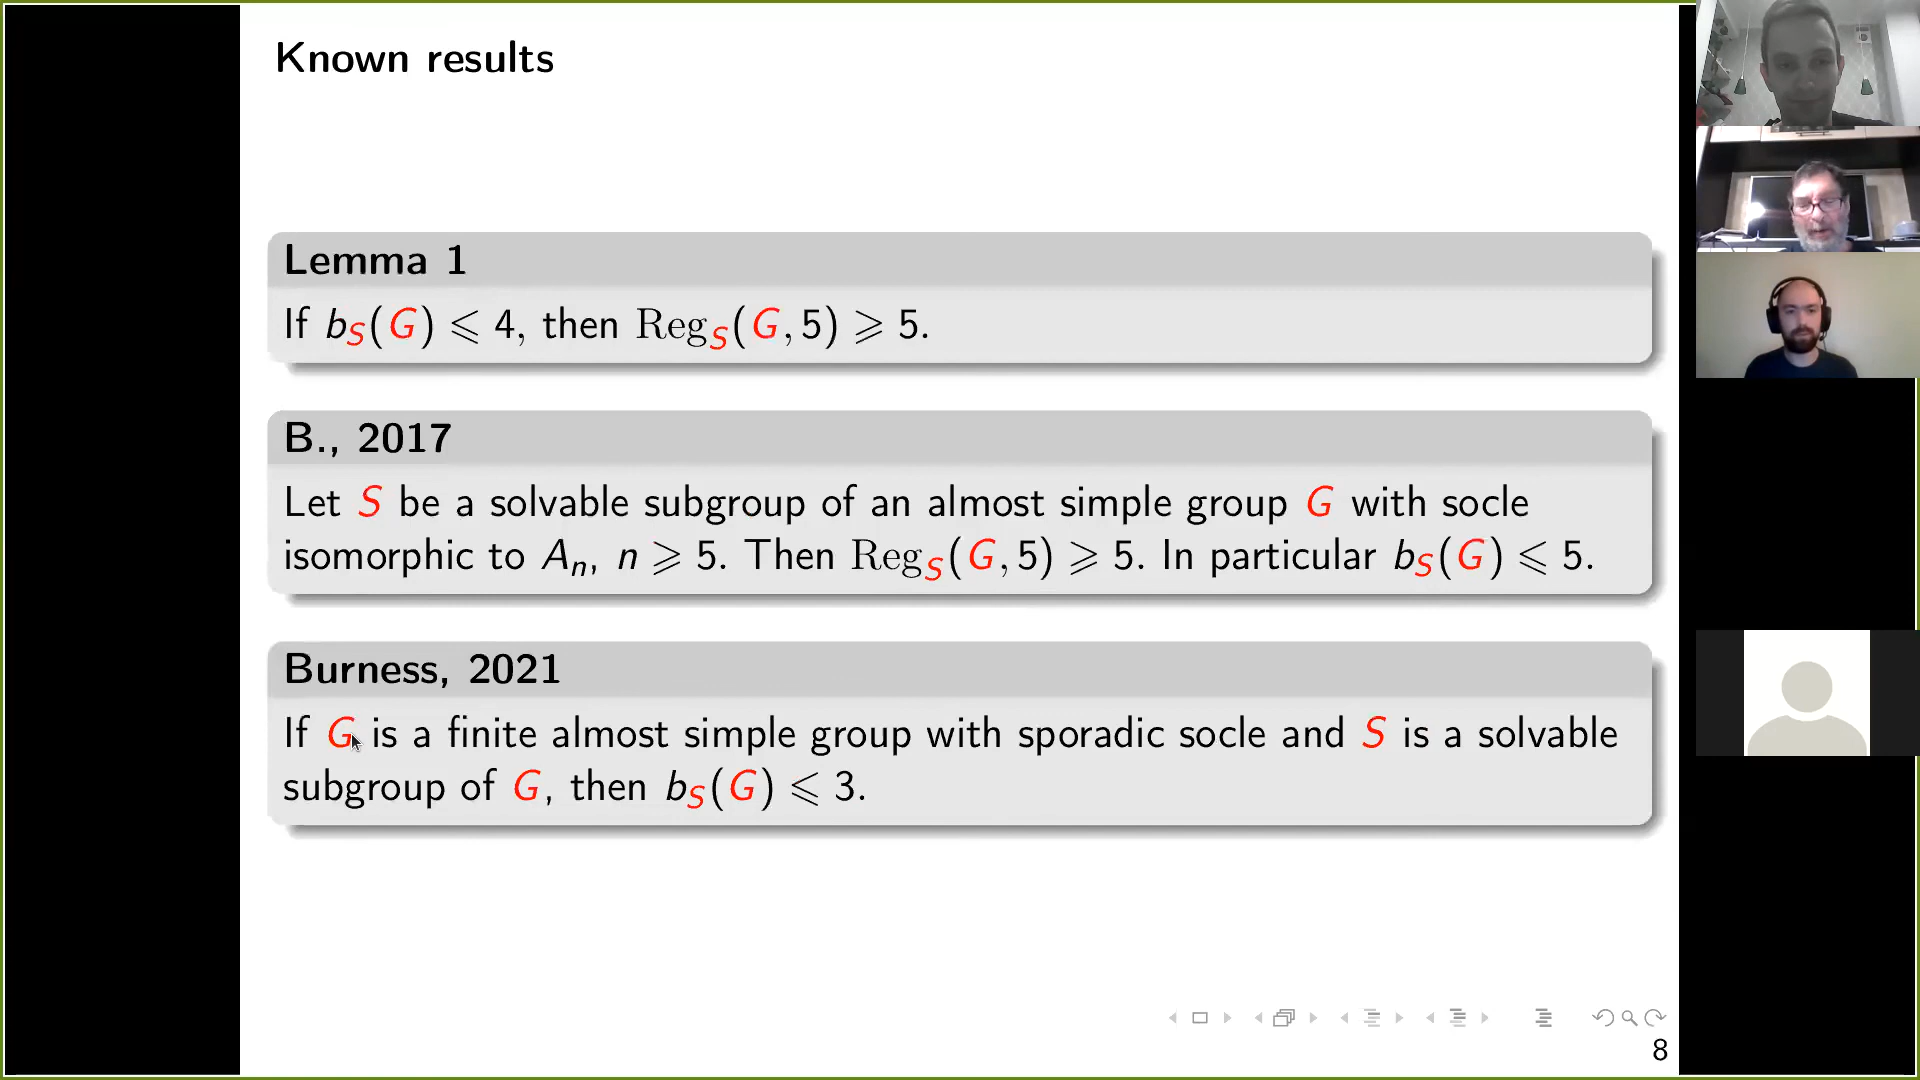 Known results
Lemma 1
If b_S(G) ⩽ 4, then Reg_S(G, 5) ⩾ 5.
B., 2017
Let S be a solvable subgroup of an almost simple group G with socle
isomorphic to A_n, n ⩾ 5. Then Reg_S(G, 5) ⩾ 5. In particular b_S(G) ⩽ 5.
Burness, 2021
If G is a finite almost simple group with sporadic socle and S is a solvable
subgroup of G, then b_S(G) ⩽ 3.
8